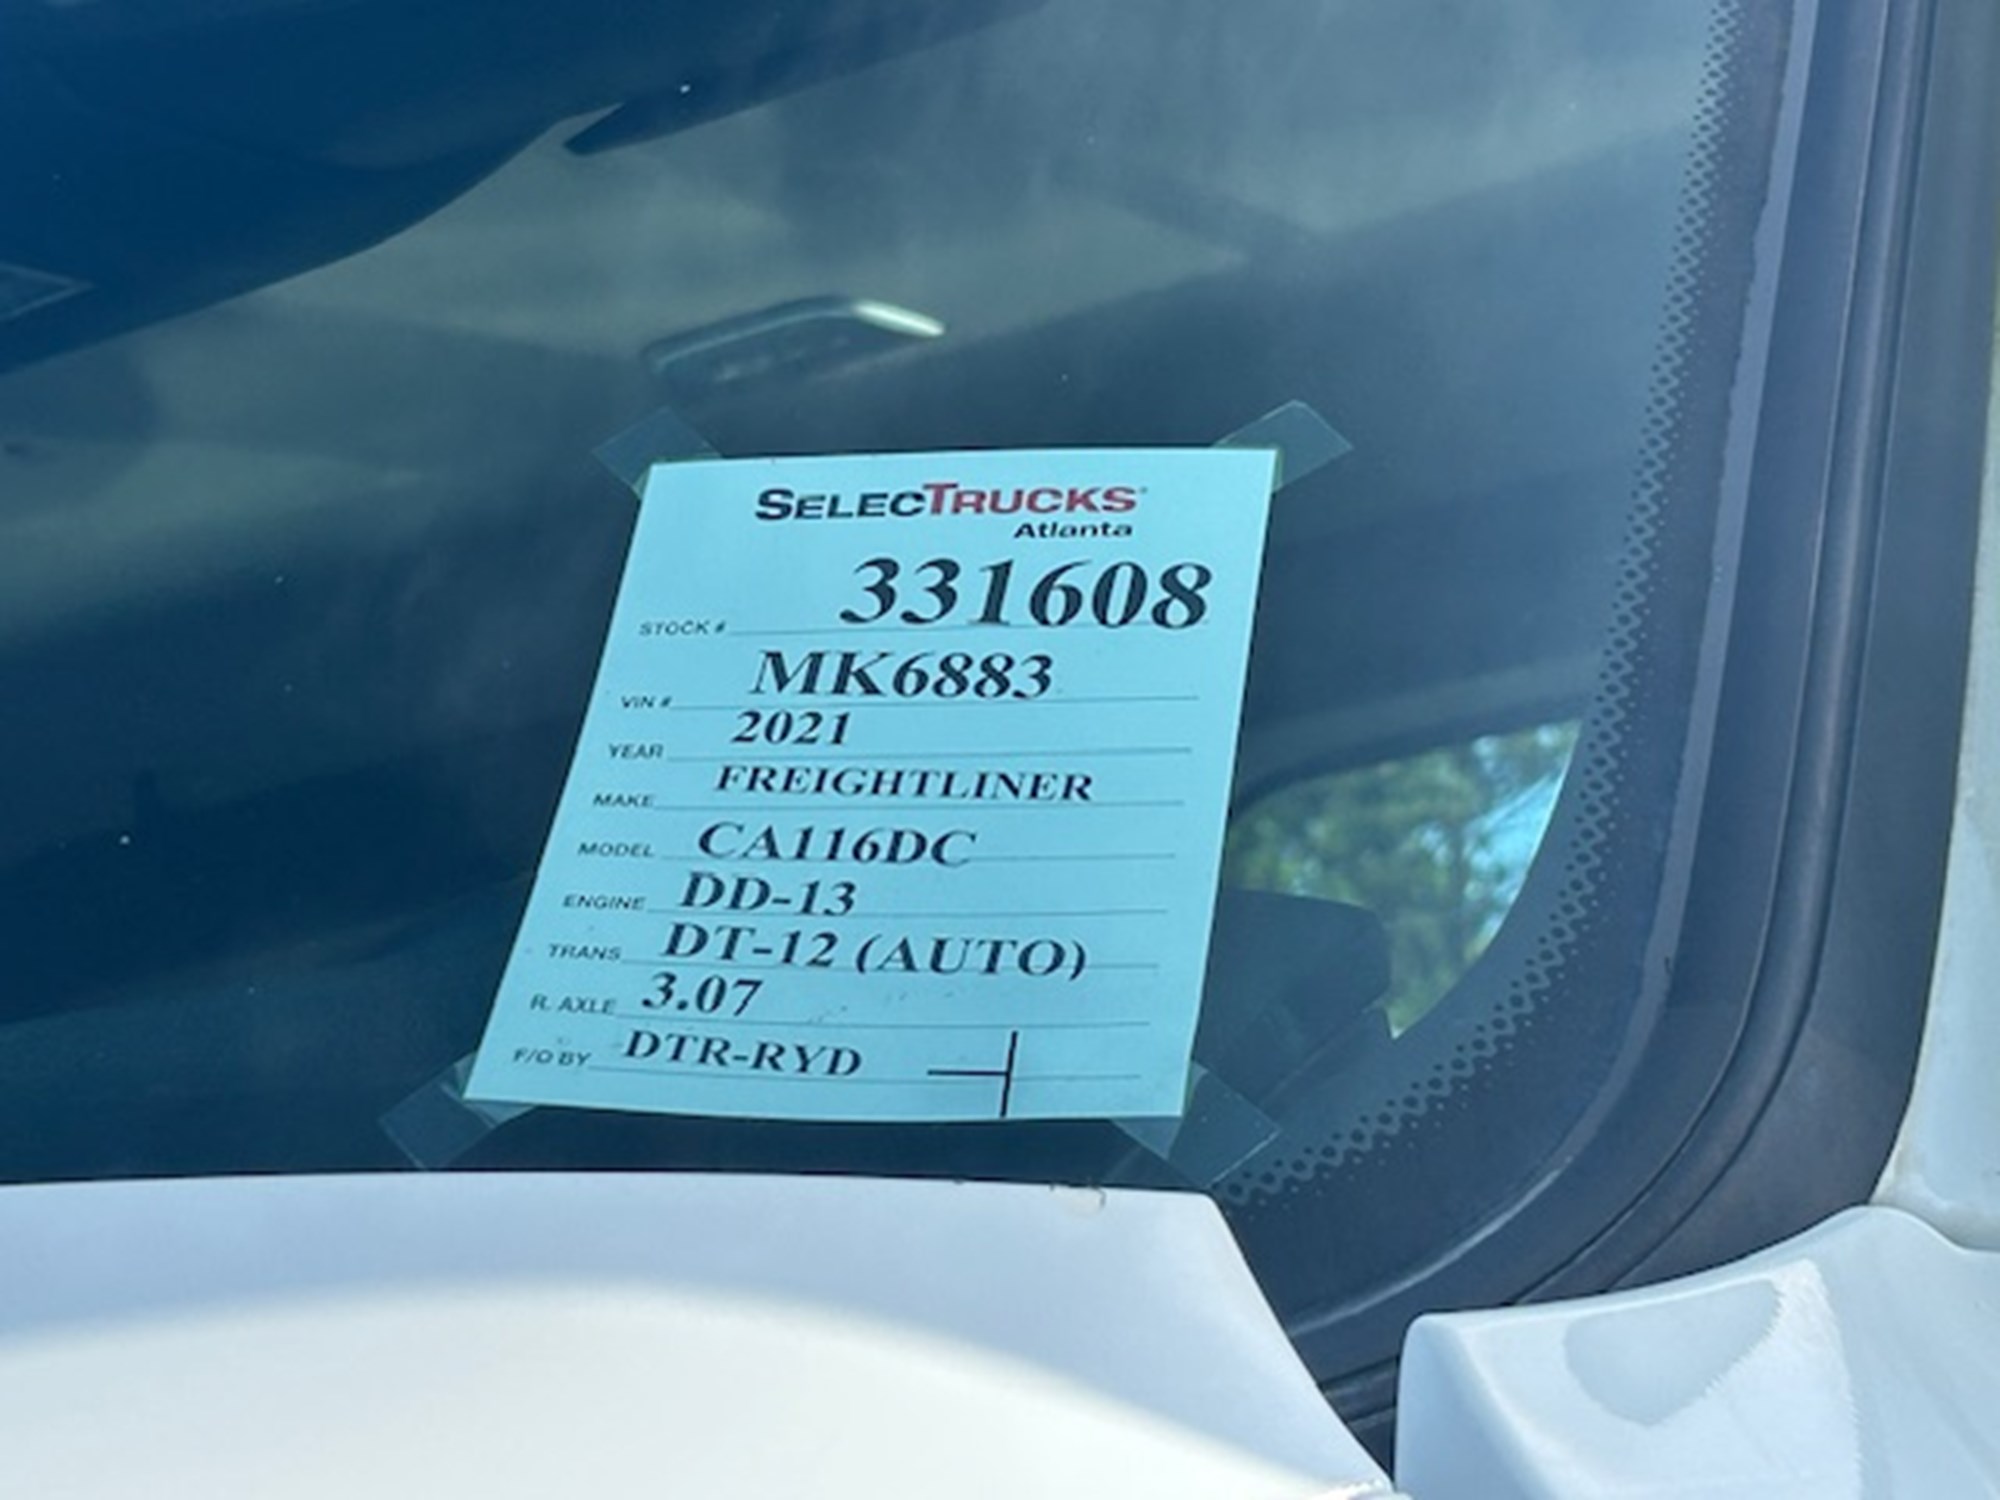 SELECTRUCKS
Atlanta
STOCK # 331608
VIN # MK6883
YEAR 2021
MAKE FREIGHTLINER
MODEL CA116DC
ENGINE DD-13
TRANS DT-12 (AUTO)
R. AXLE 3.07
F/O BY DTR-RYD